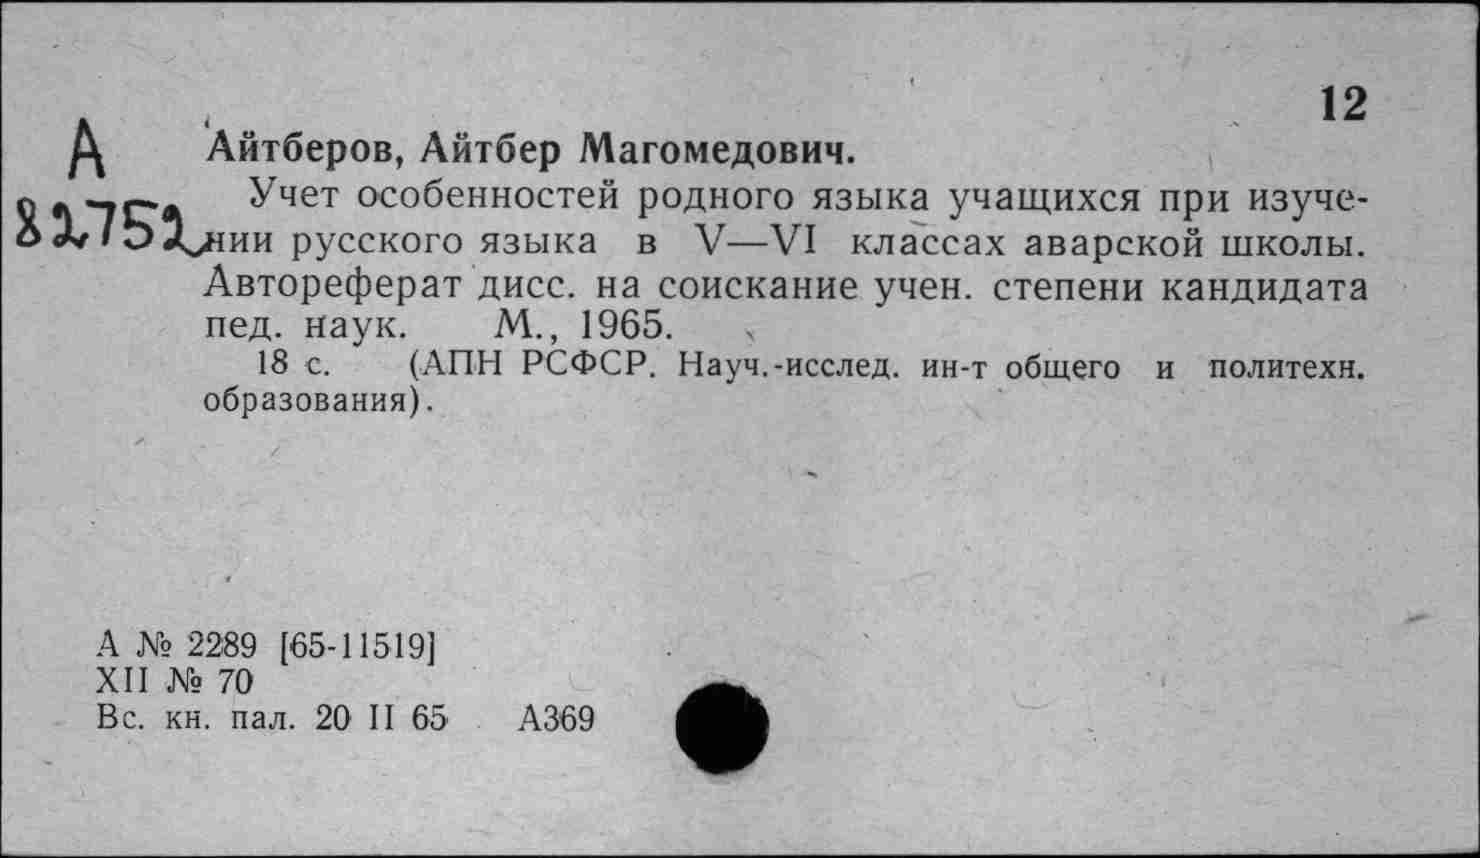 12
А
82752
Айтберов, Айтбер Магомедович.
Учет особенностей родного языка учащихся при изуче-
нии русского языка в V—VI классах аварской школы.
Автореферат дисс. на соискание учен. степени кандидата
пед. наук. М., 1965.
18 с. (АПН РСФСР. Науч.-исслед. ин-т общего и политехн.
образования).
А № 2289 [65-11519]
XII № 70
Вс. кн. пал. 20 II 65 А369